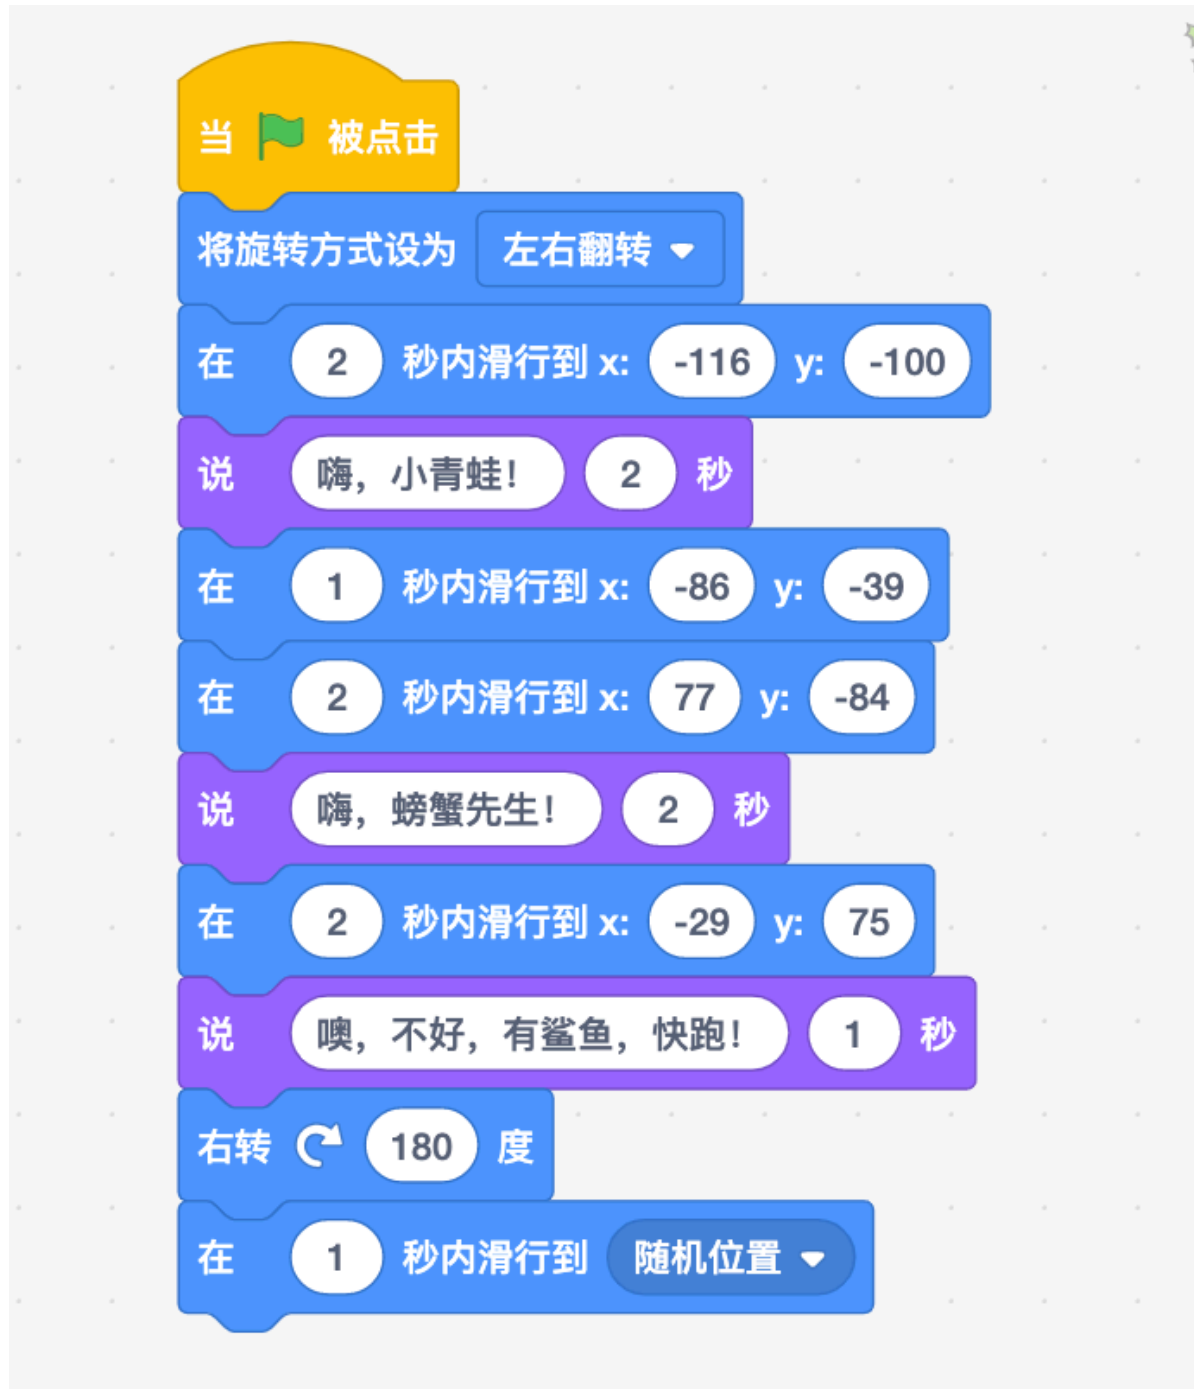 当 被点击
将旋转方式设为 左右翻转
在 2 秒内滑行到 x: -116 y: -100
说 嗨，小青蛙！ 2 秒
在 1 秒内滑行到 x: -86 y: -39
在 2 秒内滑行到 x: 77 y: -84
说 嗨，螃蟹先生！ 2 秒
在 2 秒内滑行到 x: -29 y: 75
说 噢，不好，有鲨鱼，快跑！ 1 秒
右转 180 度
在 1 秒内滑行到 随机位置